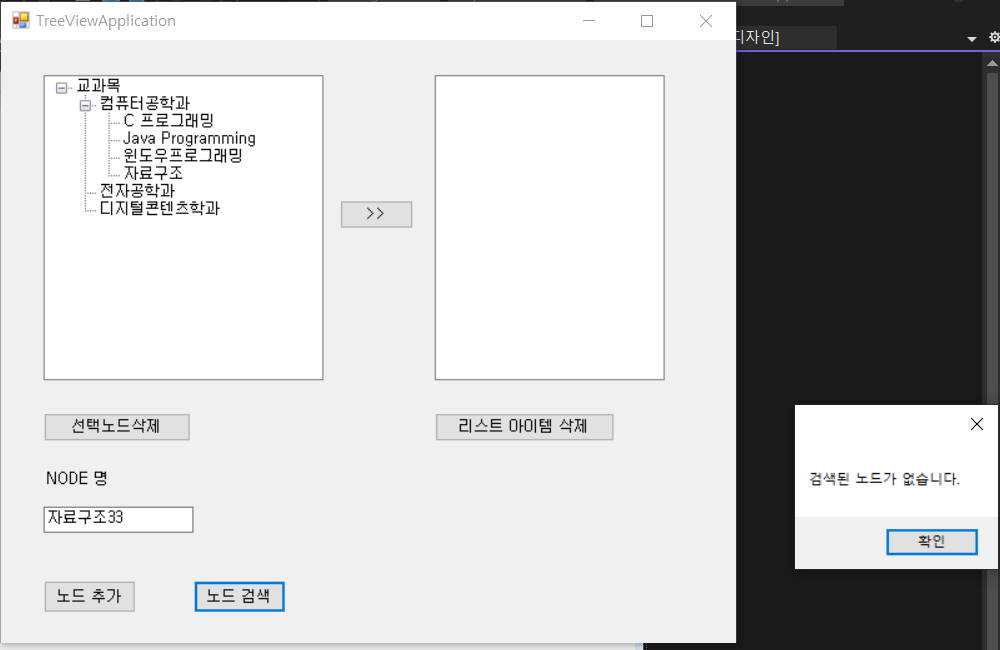 TreeViewApplication
디자인]
교과목
컴퓨터공학과
C 프로그래밍
Java Programming
윈도우프로그래밍
자료구조
전자공학과
디지털콘텐츠학과
>>
선택노드삭제
리스트 아이템 삭제
NODE 명
자료구조33
노드 추가
노드 검색
검색된 노드가 없습니다.
확인